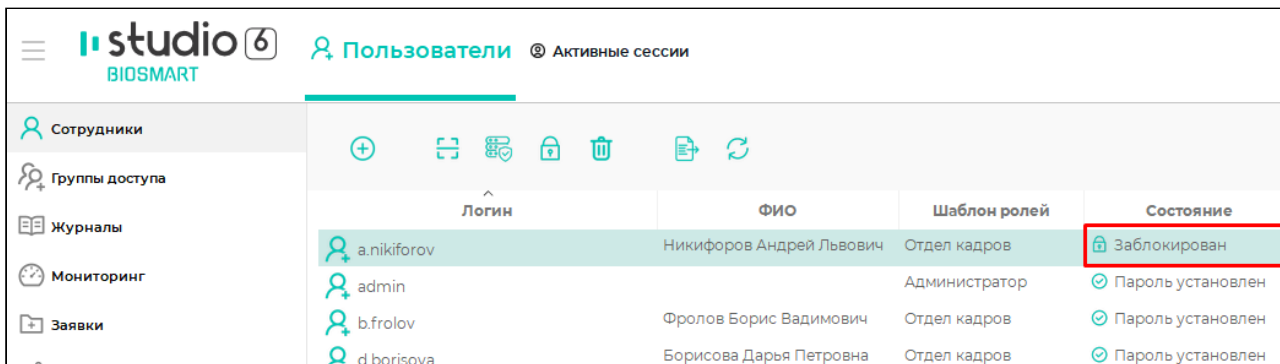 studio 6
BIOSMART
Пользователи
Активные сессии
Сотрудники
Группы доступа
Журналы
Мониторинг
Заявки
Логин ФИО Шаблон ролей Состояние
a.nikiforov Никифоров Андрей Львович Отдел кадров Заблокирован
admin Администратор Пароль установлен
b.frolov Фролов Борис Вадимович Отдел кадров Пароль установлен
d.borisova Борисова Дарья Петровна Отдел кадров Пароль установлен